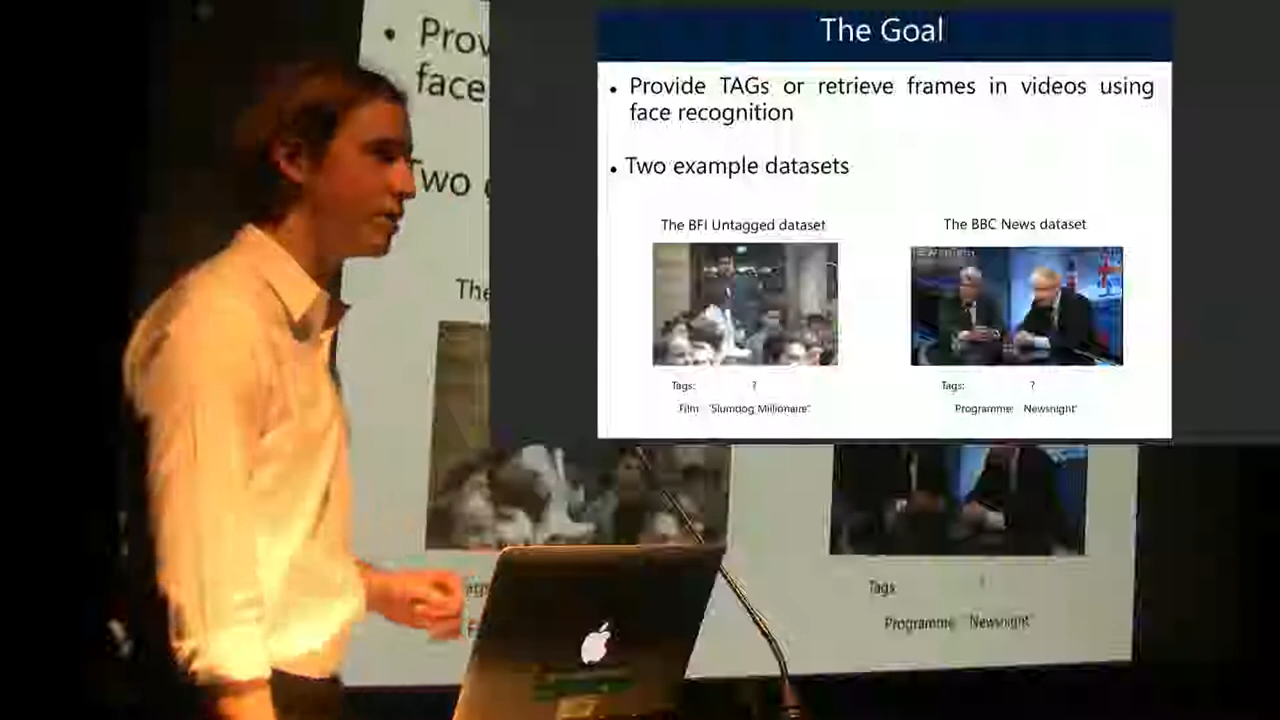 The Goal
• Provide TAGs or retrieve frames in videos using
face recognition
• Two example datasets
The BFI Untagged dataset
The BBC News dataset
Tags: ?
Film "Slumdog Millionaire"
Tags: ?
Programme Newsnight"
• Prov
face
Two
The
Tags ?
Programme Newsnight"